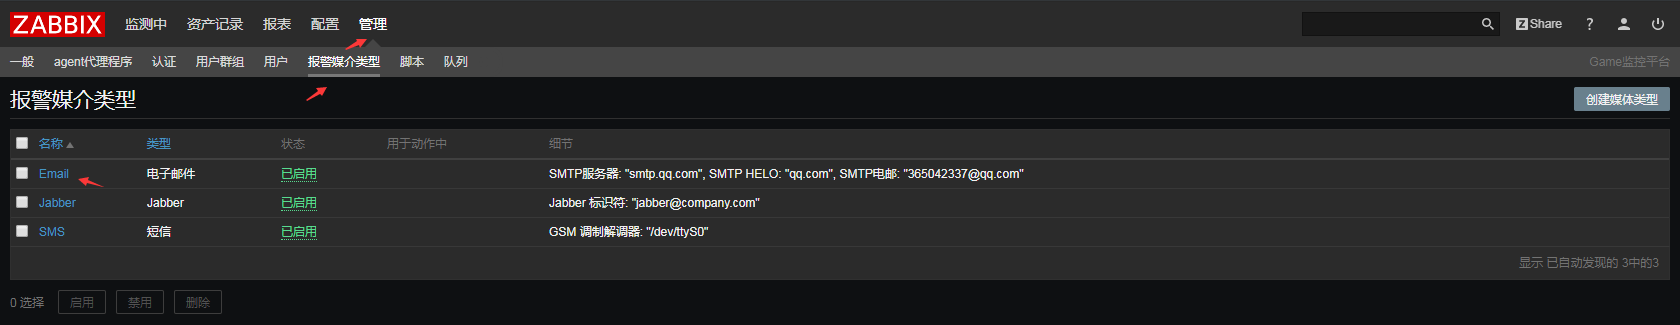 ZABBIX 监测中 资产记录 报表 配置 管理 Z Share ?
一般 agent代理程序 认证 用户群组 用户 报警媒介类型 脚本 队列 Game监控平台
报警媒介类型 创建媒体类型
名称 类型 状态 用于动作中 细节
Email 电子邮件 已启用 SMTP服务器: "smtp.qq.com", SMTP HELO: "qq.com", SMTP电邮: "365042337@qq.com"
Jabber Jabber 已启用 Jabber 标识符: "jabber@company.com"
SMS 短信 已启用 GSM 调制解调器: "/dev/ttyS0"
显示 已自动发现的 3中的3
0 选择 启用 禁用 删除